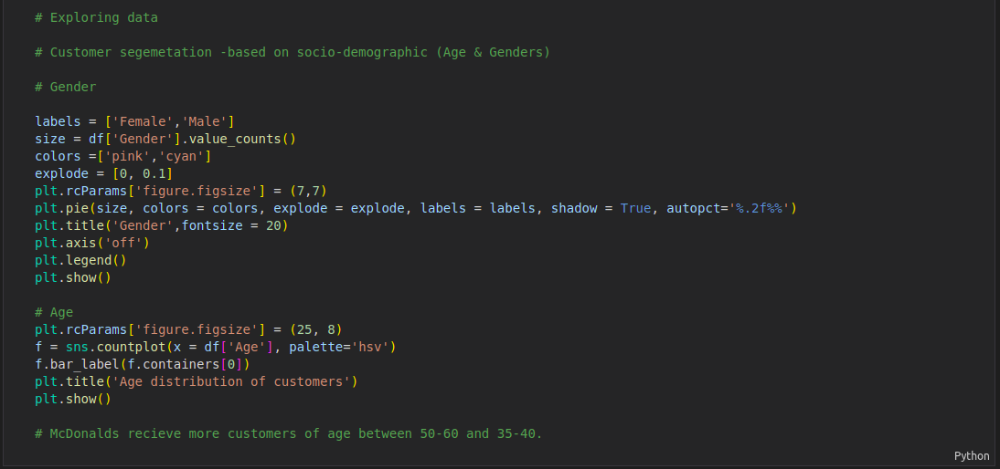 # Exploring data
# Customer segemetation -based on socio-demographic (Age & Genders)
# Gender
labels = ['Female','Male']
size = df['Gender'].value_counts()
colors =['pink','cyan']
explode = [0, 0.1]
plt.rcParams['figure.figsize'] = (7,7)
plt.pie(size, colors = colors, explode = explode, labels = labels, shadow = True, autopct='%.2f%%')
plt.title('Gender',fontsize = 20)
plt.axis('off')
plt.legend()
plt.show()
# Age
plt.rcParams['figure.figsize'] = (25, 8)
f = sns.countplot(x = df['Age'], palette='hsv')
f.bar_label(f.containers[0])
plt.title('Age distribution of customers')
plt.show()
# McDonalds recieve more customers of age between 50-60 and 35-40.
Python